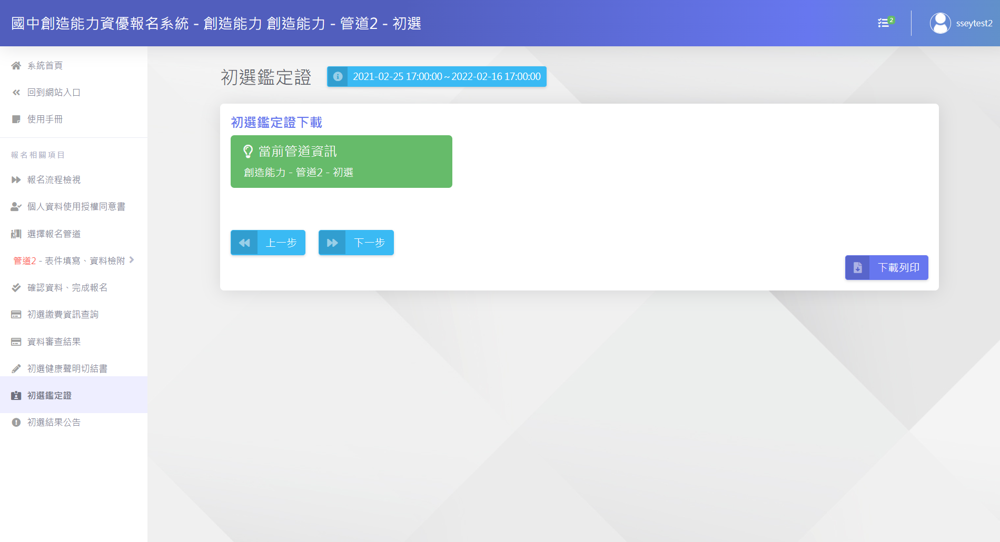 國中創造能力資優報名系統 - 創造能力 創造能力 - 管道2 - 初選
2
sseytest2
系統首頁
回到網站入口
使用手冊
報名相關項目
報名流程檢視
個人資料使用授權同意書
選擇報名管道
管道2 - 表件填寫、資料檢附
確認資料、完成報名
初選繳費資訊查詢
資料審查結果
初選健康聲明切結書
初選鑑定證
初選結果公告
初選鑑定證
2021-02-25 17:00:00 ~ 2022-02-16 17:00:00
初選鑑定證下載
當前管道資訊
創造能力 - 管道2 - 初選
上一步
下一步
下載列印